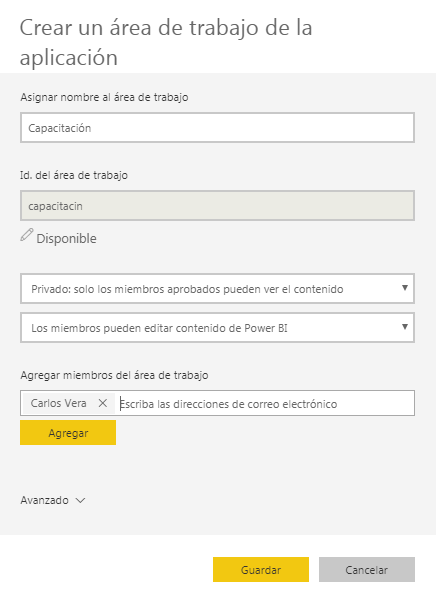 Crear un área de trabajo de la
aplicación
Asignar nombre al área de trabajo
Capacitación
Id. del área de trabajo
capacitacin
Disponible
Privado: solo los miembros aprobados pueden ver el contenido
Los miembros pueden editar contenido de Power BI
Agregar miembros del área de trabajo
Carlos Vera × Escriba las direcciones de correo electrónico
Agregar
Avanzado
Guardar Cancelar